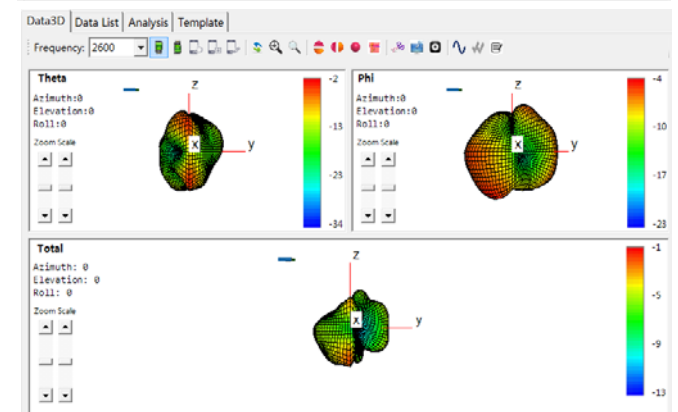 Data3D Data List Analysis Template
Frequency: 2600
Theta
Azimuth:0
Elevation:0
Roll:0
Zoom Scale
z
x
y
-2
-13
-23
-34
Phi
Azimuth:0
Elevation:0
Roll:0
Zoom Scale
z
x
y
-4
-10
-17
-23
Total
Azimuth: 0
Elevation: 0
Roll: 0
Zoom Scale
z
x
y
-1
-5
-9
-13